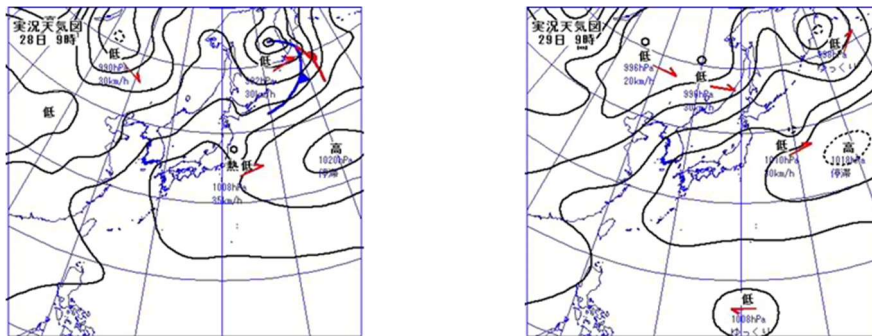 実況天気図
28日 9時
低
990hPa
30km/h
低
992hPa
30km/h
低
熱低
1008hPa
35km/h
高
1020hPa
停滞
実況天気図
29日 9時
低
996hPa
20km/h
低
996hPa
30km/h
低
998hPa
ゆっくり
低
1010hPa
30km/h
高
1018hPa
停滞
低
1008hPa
ゆっくり